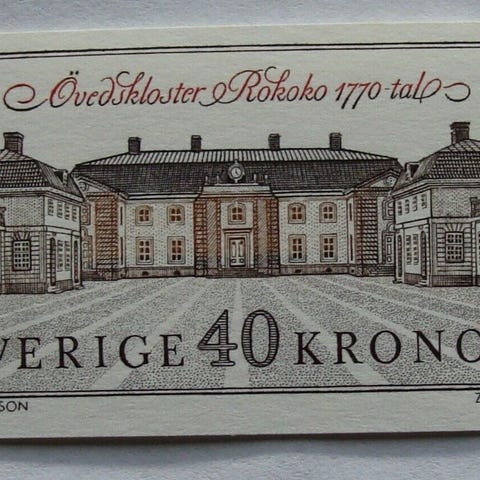 Övedskloster Rokoko 1770-tal
VERIGE 40 KRONO
SON
Z